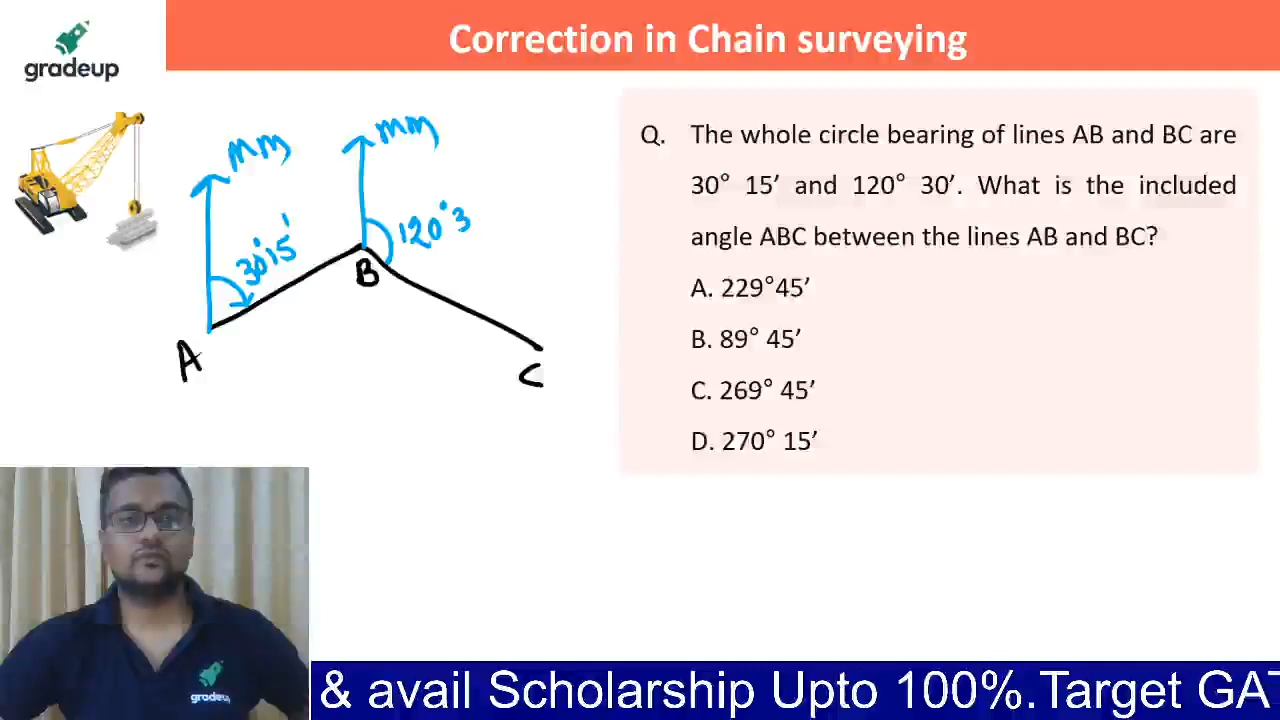 Correction in Chain surveying
gradeup
Q. The whole circle bearing of lines AB and BC are
30° 15’ and 120° 30’. What is the included
angle ABC between the lines AB and BC?
A. 229°45’
B. 89° 45’
C. 269° 45’
D. 270° 15’
mm
mm
30°15'
120°3
A
B
C
gradeup
& avail Scholarship Upto 100%.Target GAT